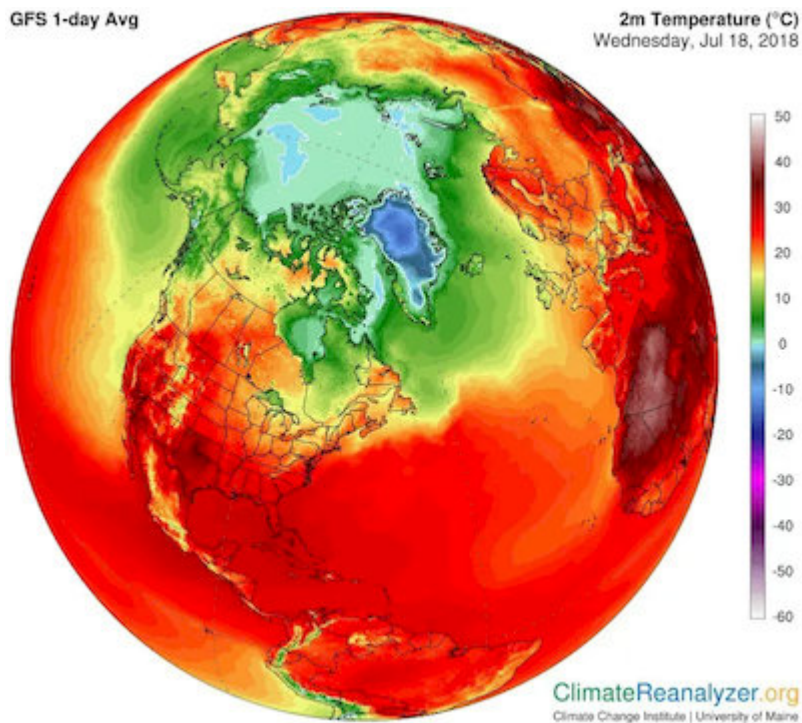 GFS 1-day Avg
2m Temperature (°C)
Wednesday, Jul 18, 2018
50
40
30
20
10
0
-10
-20
-30
-40
-50
-60
ClimateReanalyzer.org
Climate Change Institute | University of Maine